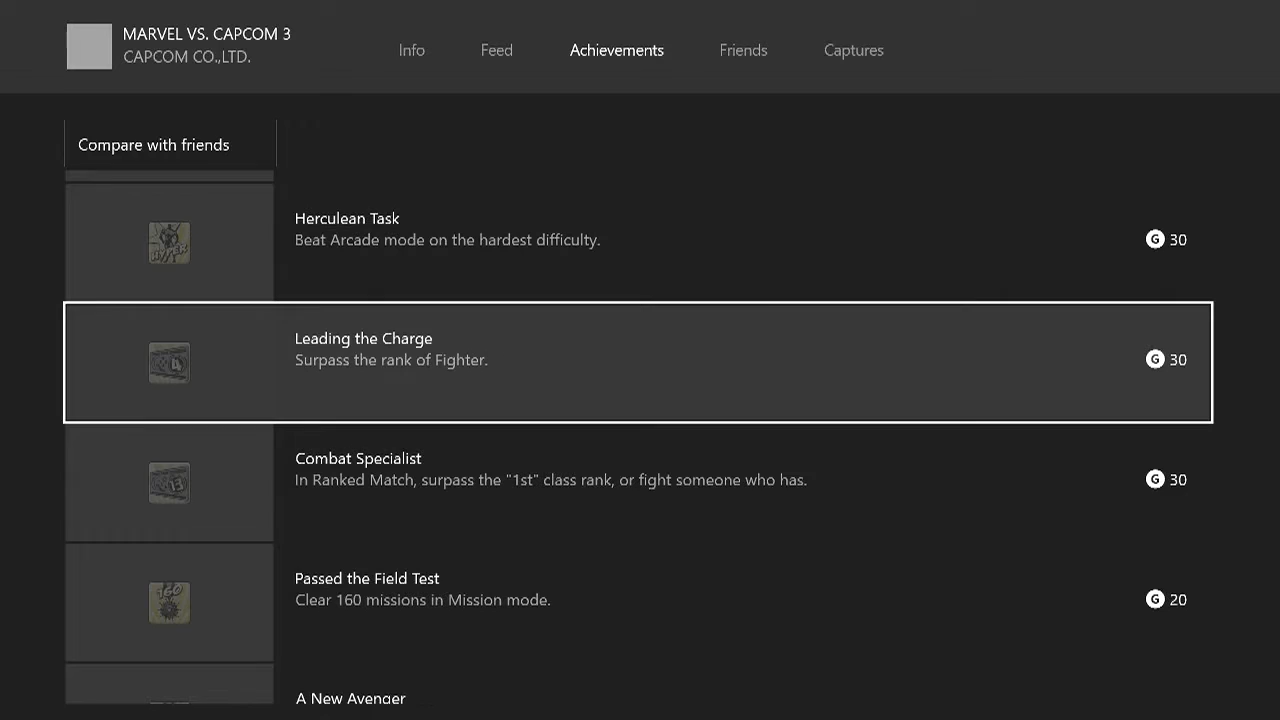 MARVEL VS. CAPCOM 3
CAPCOM CO.,LTD.
Info
Feed
Achievements
Friends
Captures
Compare with friends
Herculean Task
Beat Arcade mode on the hardest difficulty.
G 30
Leading the Charge
Surpass the rank of Fighter.
4
G 30
Combat Specialist
In Ranked Match, surpass the "1st" class rank, or fight someone who has.
13
G 30
Passed the Field Test
Clear 160 missions in Mission mode.
160
G 20
A New Avenger